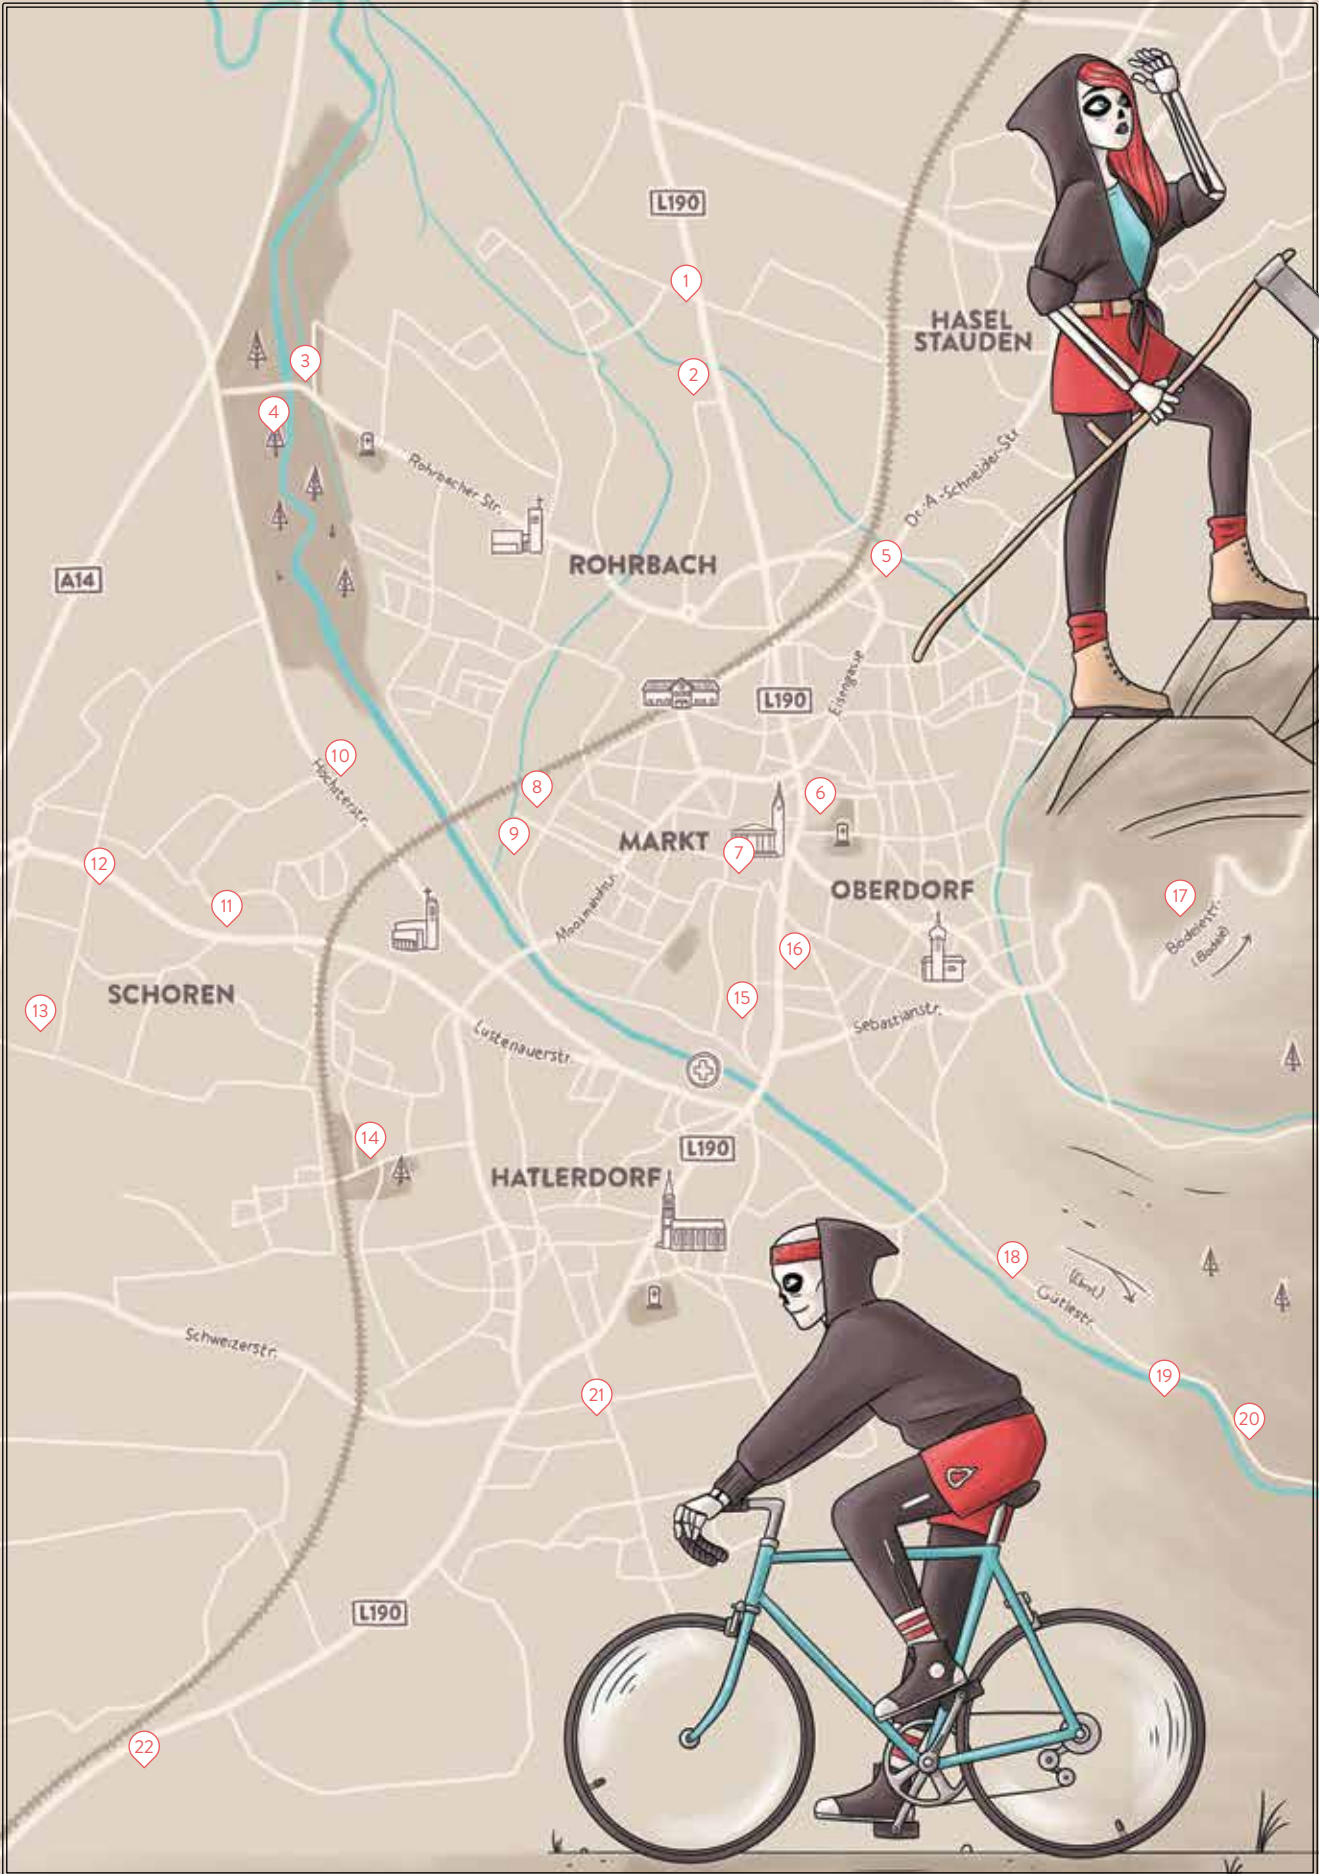 L190
1
HASEL
STAUDEN
3
2
4
Rohrbacher Str.
Dr.-A.-Schneider-Str.
5
ROHRBACH
A14
Eisengasse
L190
10
Höchsterstr.
8
6
9
MARKT
7
12
OBERDORF
17
11
Moosmahdstr.
Bödelestr.
(Bödele)
16
SCHOREN
13
15
Sebastianstr.
Lustenauerstr.
14
L190
HATLERDORF
18
(Ebnit)
Gütlestr.
Schweizerstr.
19
21
20
L190
22